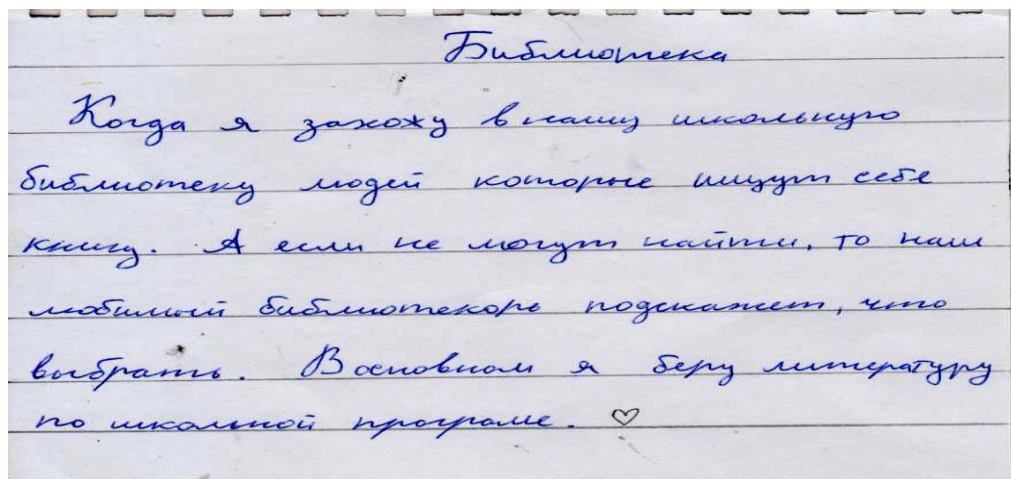 Библиотека
Когда я захожу в нашу школьную
библиотеку людей которые ищут себе
книгу. А если не могут найти, то наш
любимый библиотекорь подскажет, что
выбрать. В основном я беру литературу
по школьной програме. ♡